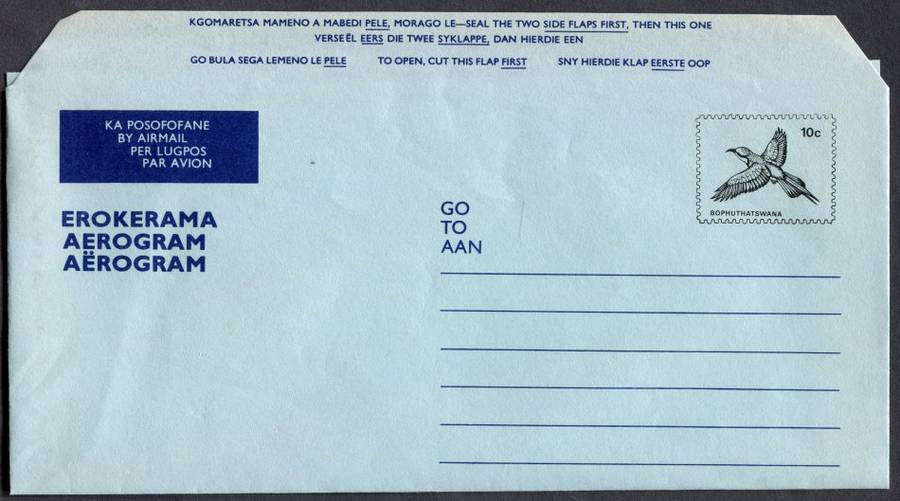 KGOMARETSA MAMENO A MABEDI PELE, MORAGO LE—SEAL THE TWO SIDE FLAPS FIRST, THEN THIS ONE
VERSEËL EERS DIE TWEE SYKLAPPE, DAN HIERDIE EEN
GO BULA SEGA LEMENO LE PELE TO OPEN, CUT THIS FLAP FIRST SNY HIERDIE KLAP EERSTE OOP
KA POSOFOFANE
BY AIRMAIL
PER LUGPOS
PAR AVION
EROKERAMA
AEROGRAM
AËROGRAM
10c
BOPHUTHATSWANA
GO
TO
AAN